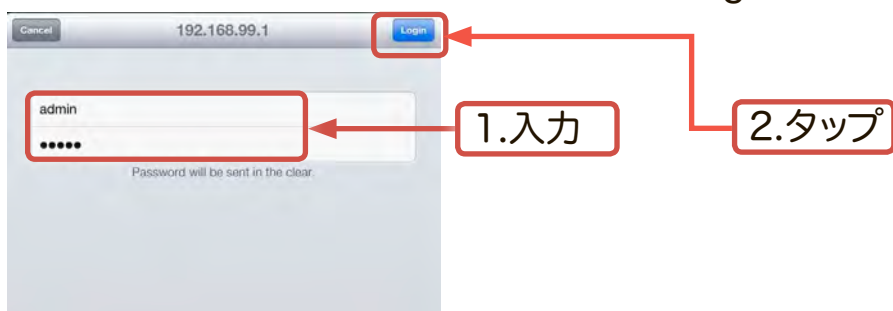 Cancel 192.168.99.1 Login
admin
●●●●●
Password will be sent in the clear.
1.入力
2.タップ